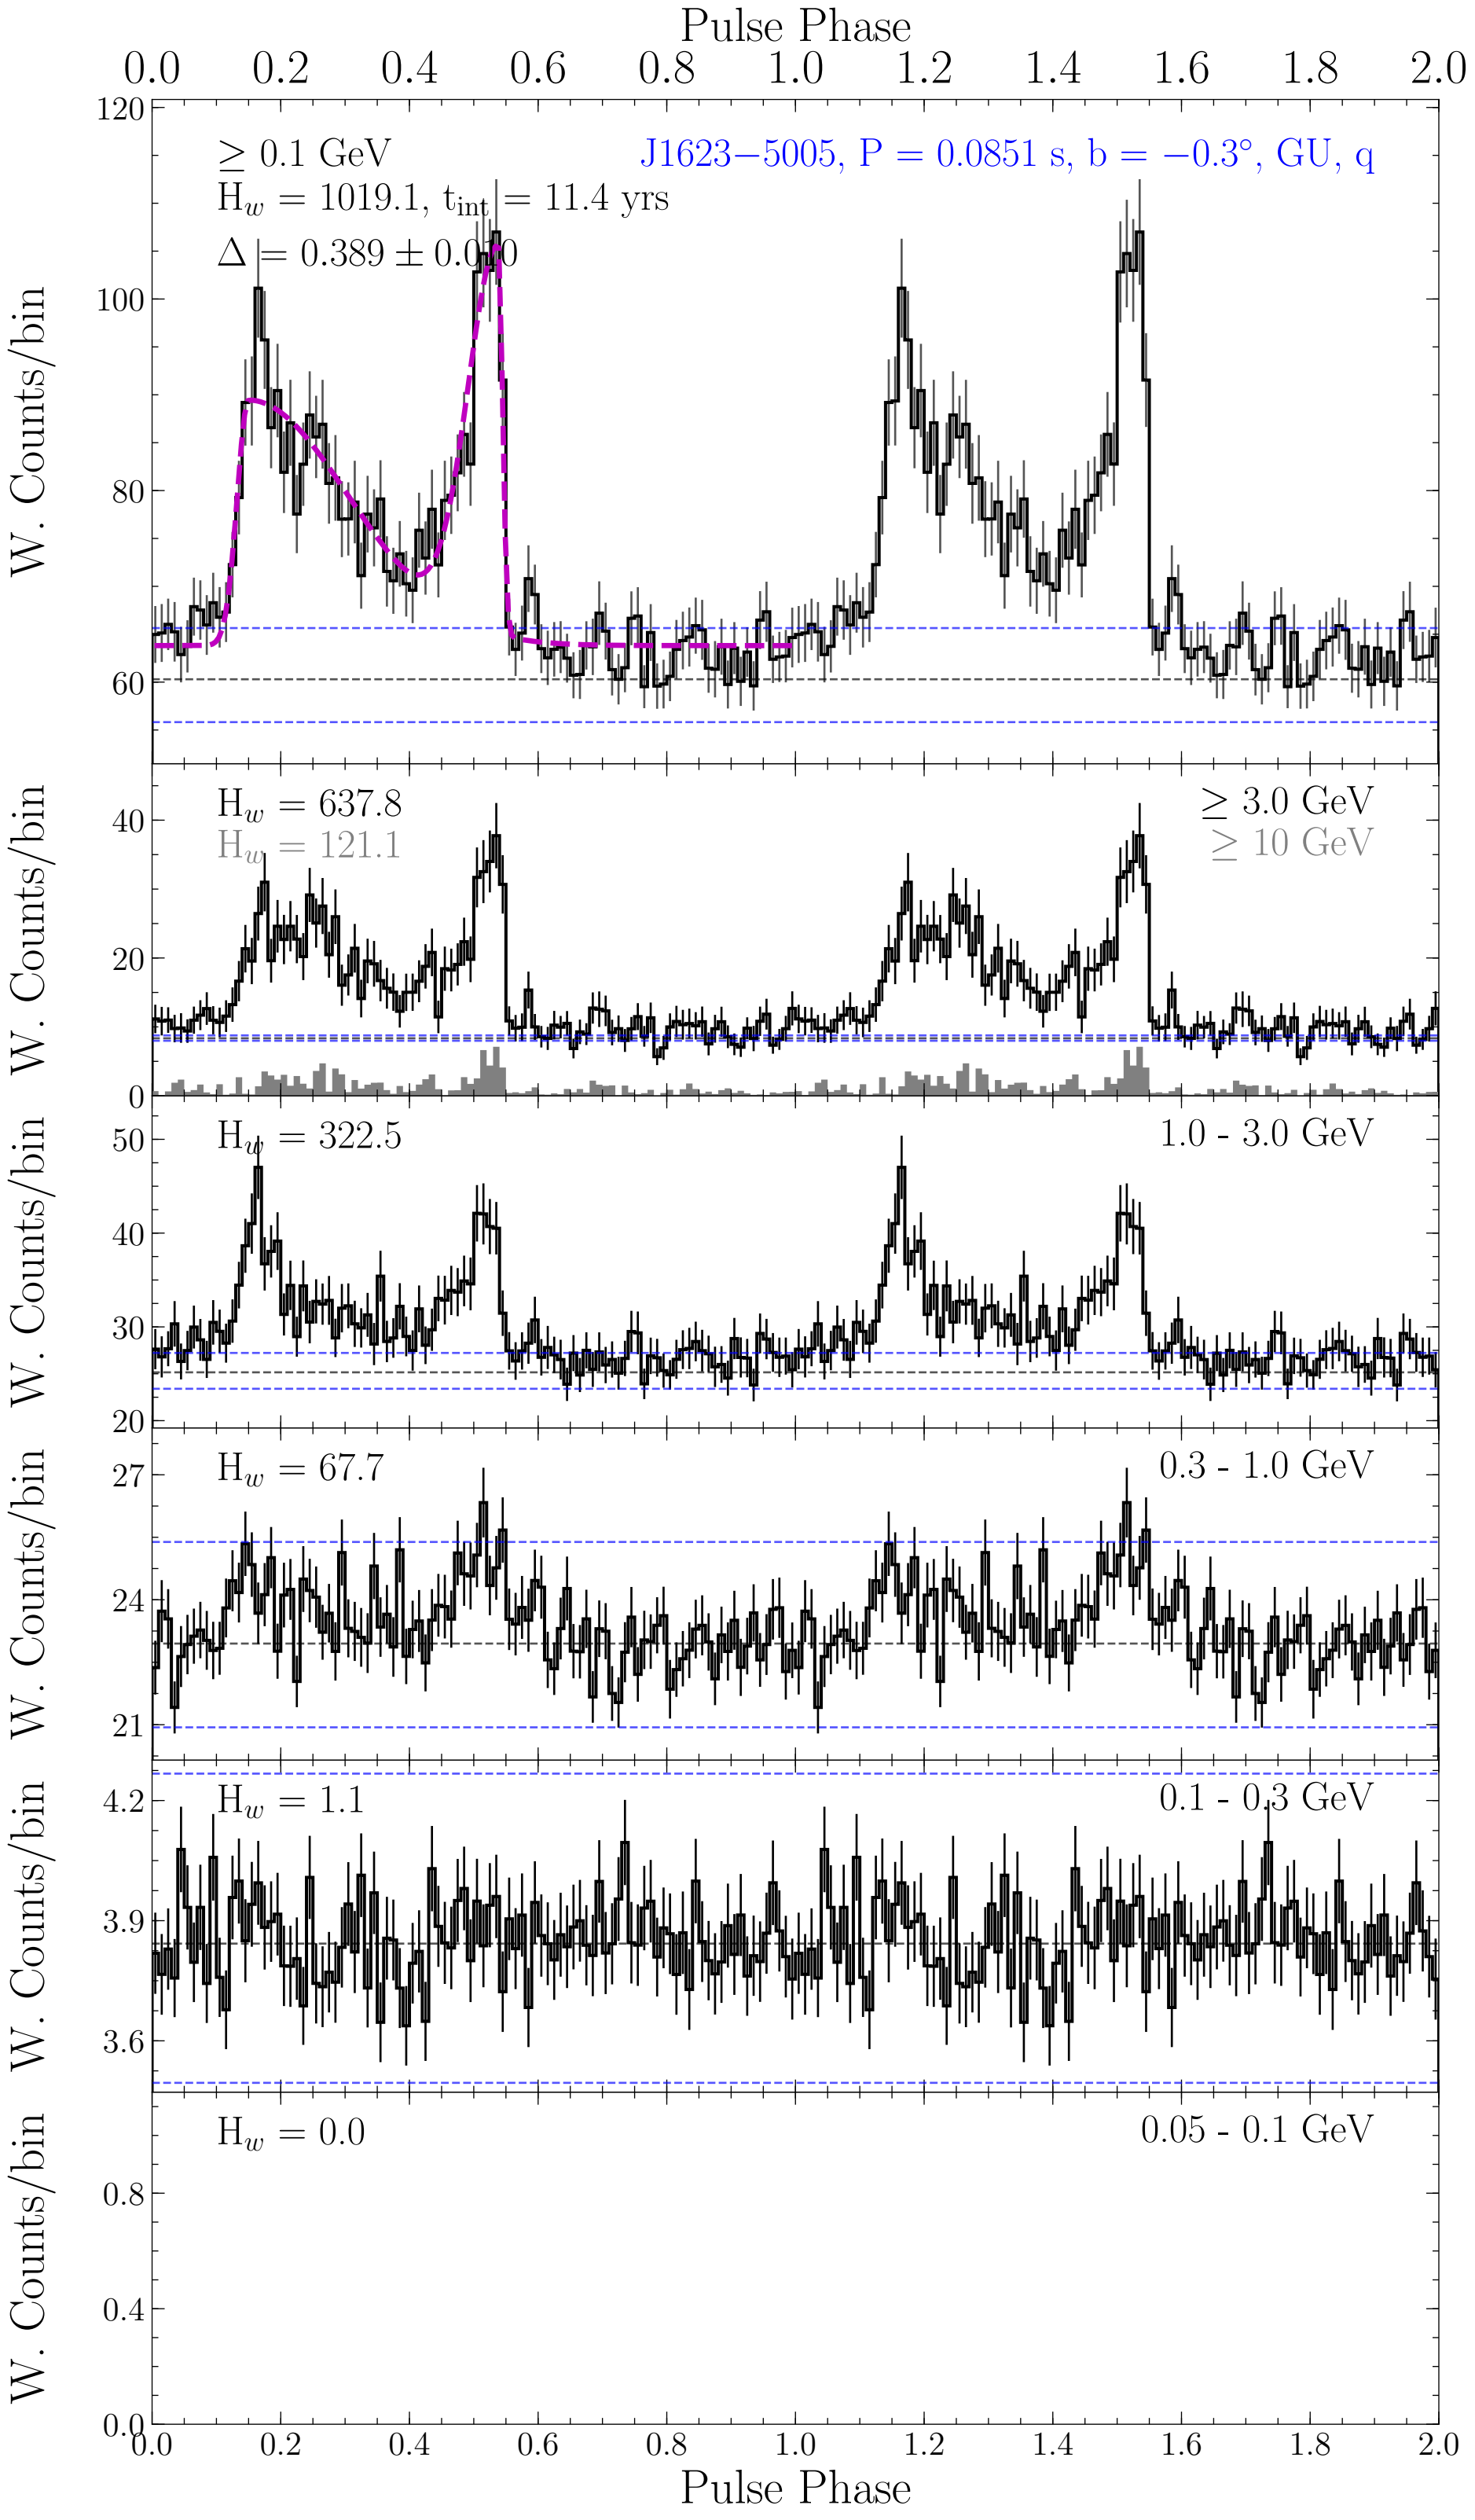 Pulse Phase
0.0 0.2 0.4 0.6 0.8 1.0 1.2 1.4 1.6 1.8 2.0
120
≥ 0.1 GeV
J1623−5005, P = 0.0851 s, b = −0.3°, GU, q
H_w = 1019.1, t_int = 11.4 yrs
Δ = 0.389 ± 0.010
100
80
60
W. Counts/bin
H_w = 637.8
≥ 3.0 GeV
H_w = 121.1
≥ 10 GeV
40
20
0
W. Counts/bin
H_w = 322.5
1.0 - 3.0 GeV
50
40
30
20
W. Counts/bin
H_w = 67.7
0.3 - 1.0 GeV
27
24
21
W. Counts/bin
H_w = 1.1
0.1 - 0.3 GeV
4.2
3.9
3.6
W. Counts/bin
H_w = 0.0
0.05 - 0.1 GeV
0.8
0.4
0.0
W. Counts/bin
0.0 0.2 0.4 0.6 0.8 1.0 1.2 1.4 1.6 1.8 2.0
Pulse Phase